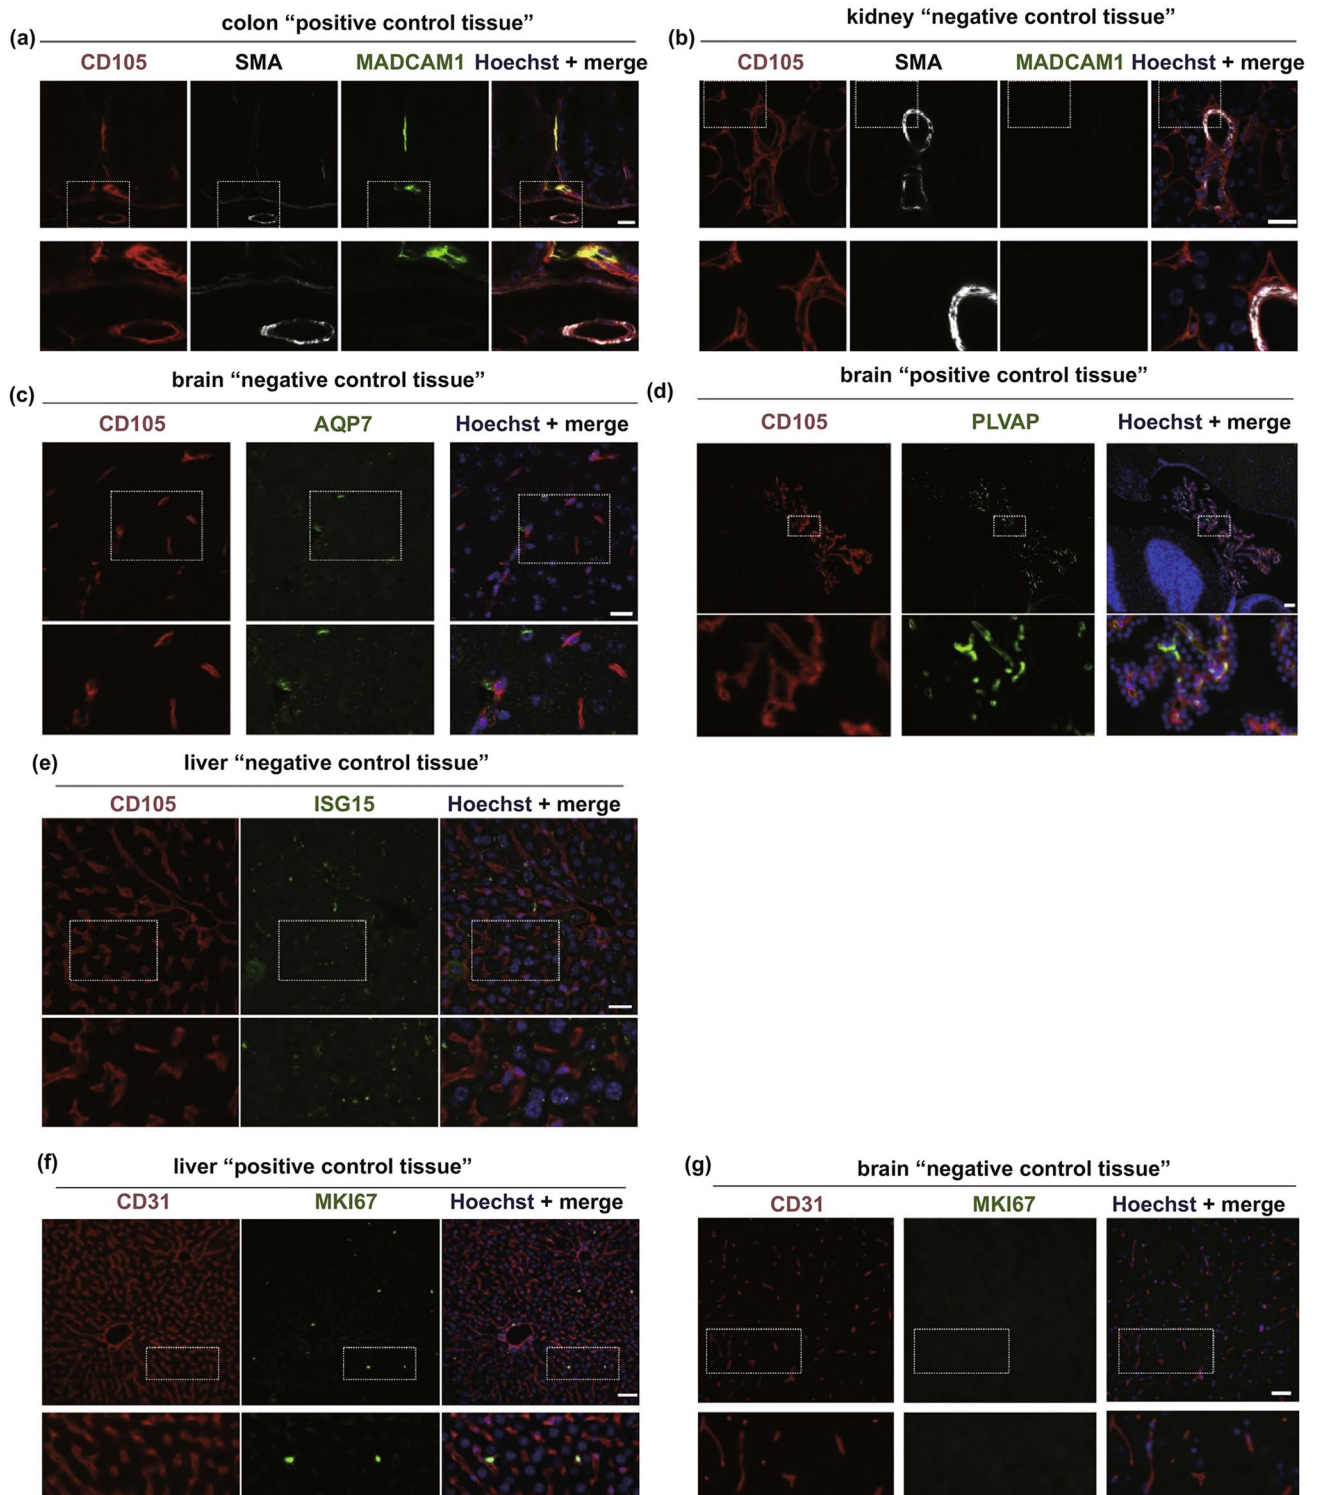 colon “positive control tissue”
(a)
CD105 SMA MADCAM1 Hoechst + merge
kidney “negative control tissue”
(b)
CD105 SMA MADCAM1 Hoechst + merge
brain “negative control tissue”
(c)
CD105 AQP7 Hoechst + merge
brain “positive control tissue”
(d)
CD105 PLVAP Hoechst + merge
(e)
liver “negative control tissue”
CD105 ISG15 Hoechst + merge
(f)
liver “positive control tissue”
CD31 MKI67 Hoechst + merge
(g)
brain “negative control tissue”
CD31 MKI67 Hoechst + merge